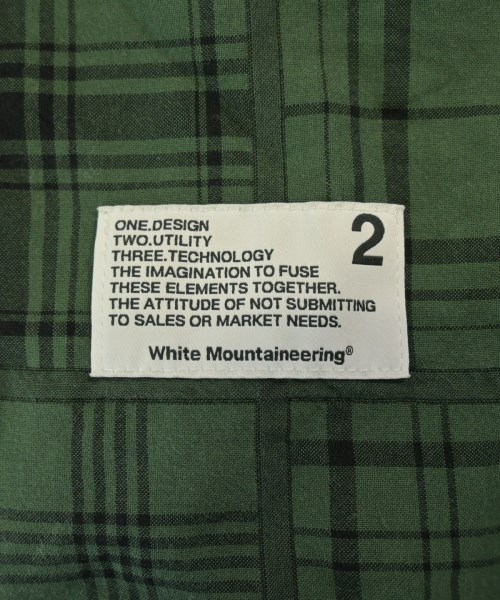 ONE.DESIGN
TWO.UTILITY
THREE.TECHNOLOGY
THE IMAGINATION TO FUSE
THESE ELEMENTS TOGETHER.
THE ATTITUDE OF NOT SUBMITTING
TO SALES OR MARKET NEEDS.
2
White Mountaineering®